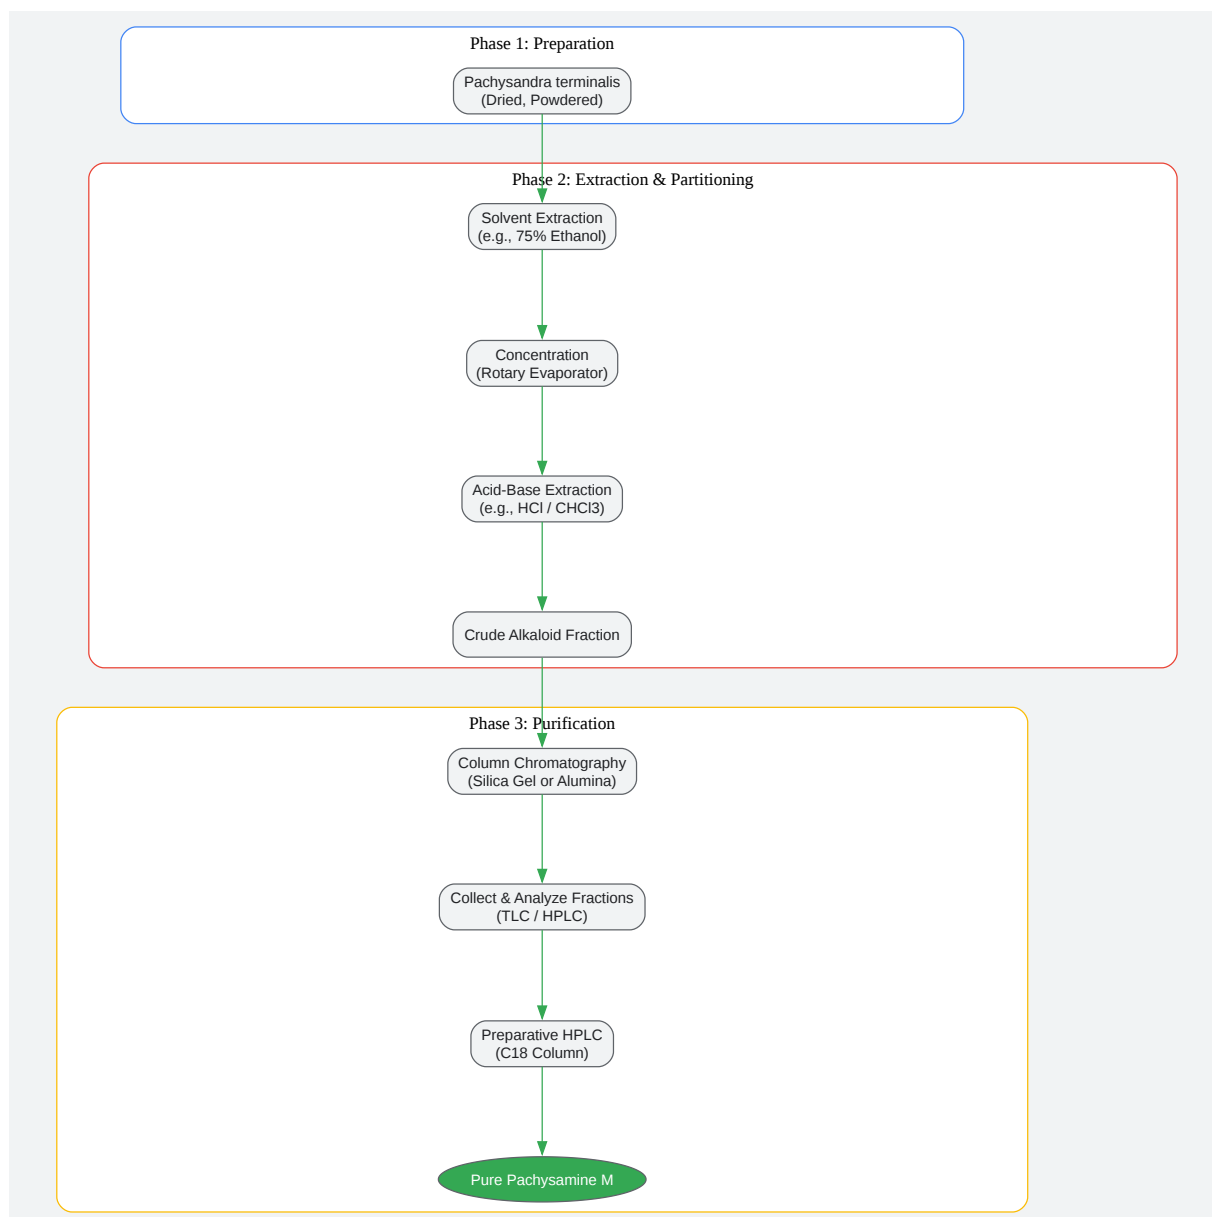 Phase 1: Preparation
Pachysandra terminalis
(Dried, Powdered)
Phase 2: Extraction & Partitioning
Solvent Extraction
(e.g., 75% Ethanol)
Concentration
(Rotary Evaporator)
Acid-Base Extraction
(e.g., HCl / CHCl3)
Crude Alkaloid Fraction
Phase 3: Purification
Column Chromatography
(Silica Gel or Alumina)
Collect & Analyze Fractions
(TLC / HPLC)
Preparative HPLC
(C18 Column)
Pure Pachysamine M